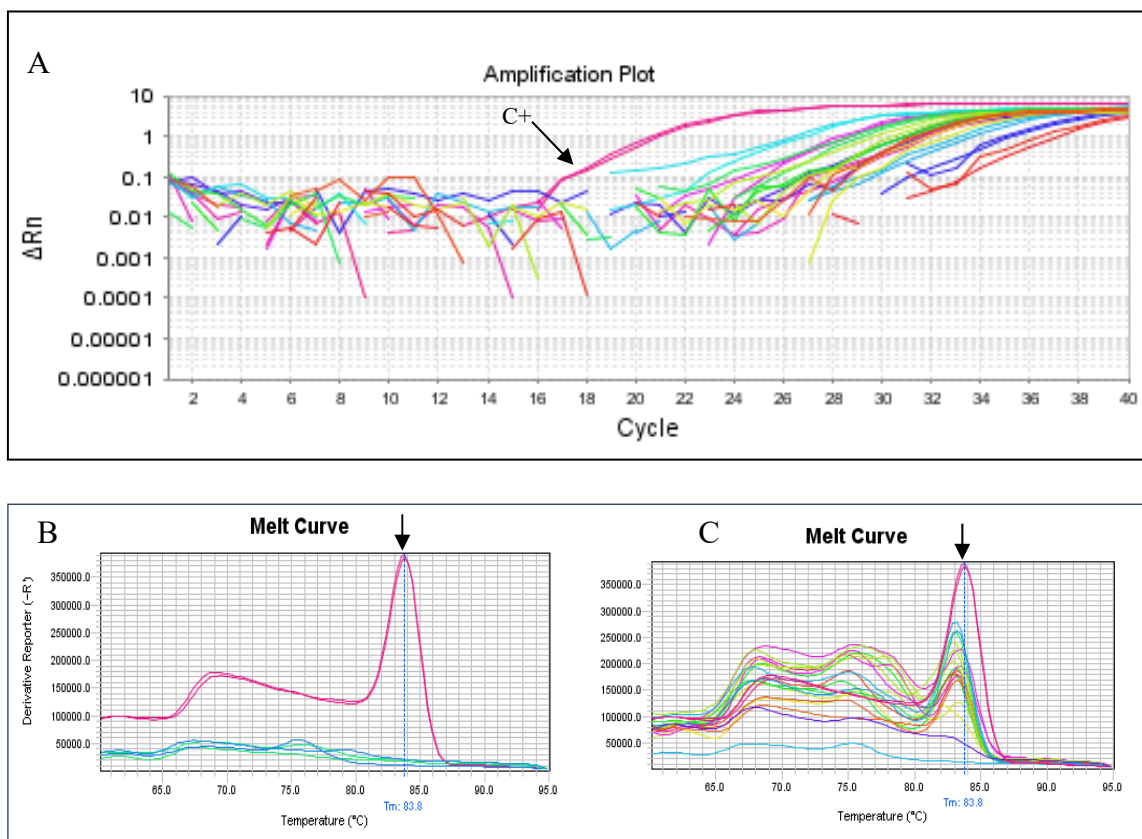 A
Amplification Plot
C+
ΔRn
10
1
0.1
0.01
0.001
0.0001
0.00001
0.000001
2 4 6 8 10 12 14 16 18 20 22 24 26 28 30 32 34 36 38 40
Cycle
B
Melt Curve
Derivative Reporter (-R')
350000.0
300000.0
250000.0
200000.0
150000.0
100000.0
50000.0
65.0 70.0 75.0 80.0 85.0 90.0 95.0
Tm: 83.8
Temperature (°C)
C
Melt Curve
350000.0
300000.0
250000.0
200000.0
150000.0
100000.0
50000.0
65.0 70.0 75.0 80.0 85.0 90.0 95.0
Tm: 83.8
Temperature (°C)